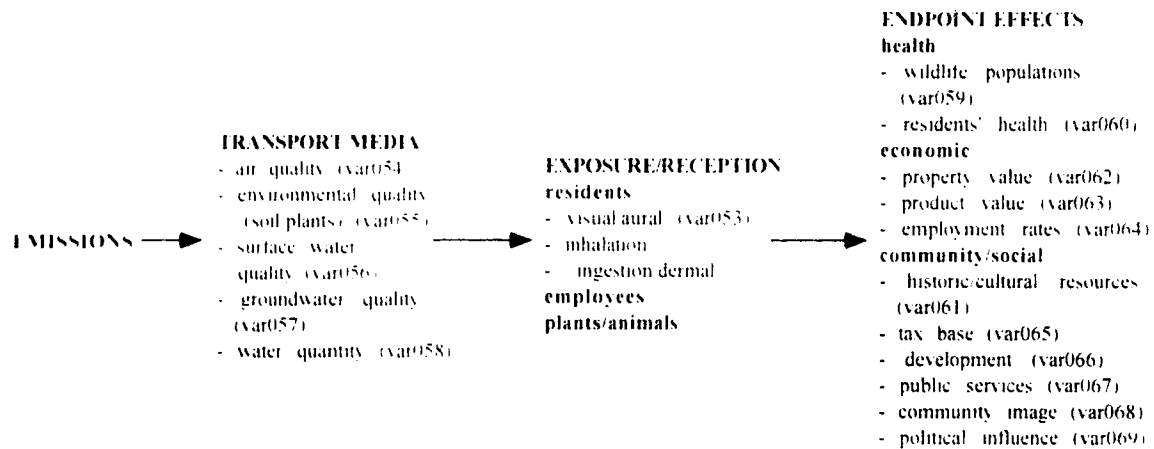 EMISSIONS
TRANSPORT MEDIA
- air quality (var054
- environmental quality
(soil plants) (var055)
- surface water
quality (var056)
- groundwater quality
(var057)
- water quantity (var058)
EXPOSURE/RECEPTION
residents
- visual aural (var053)
- inhalation
- ingestion dermal
employees
plants/animals
ENDPOINT EFFECTS
health
- wildlife populations
(var059)
- residents' health (var060)
economic
- property value (var062)
- product value (var063)
- employment rates (var064)
community/social
- historic/cultural resources
(var061)
- tax base (var065)
- development (var066)
- public services (var067)
- community image (var068)
- political influence (var069)